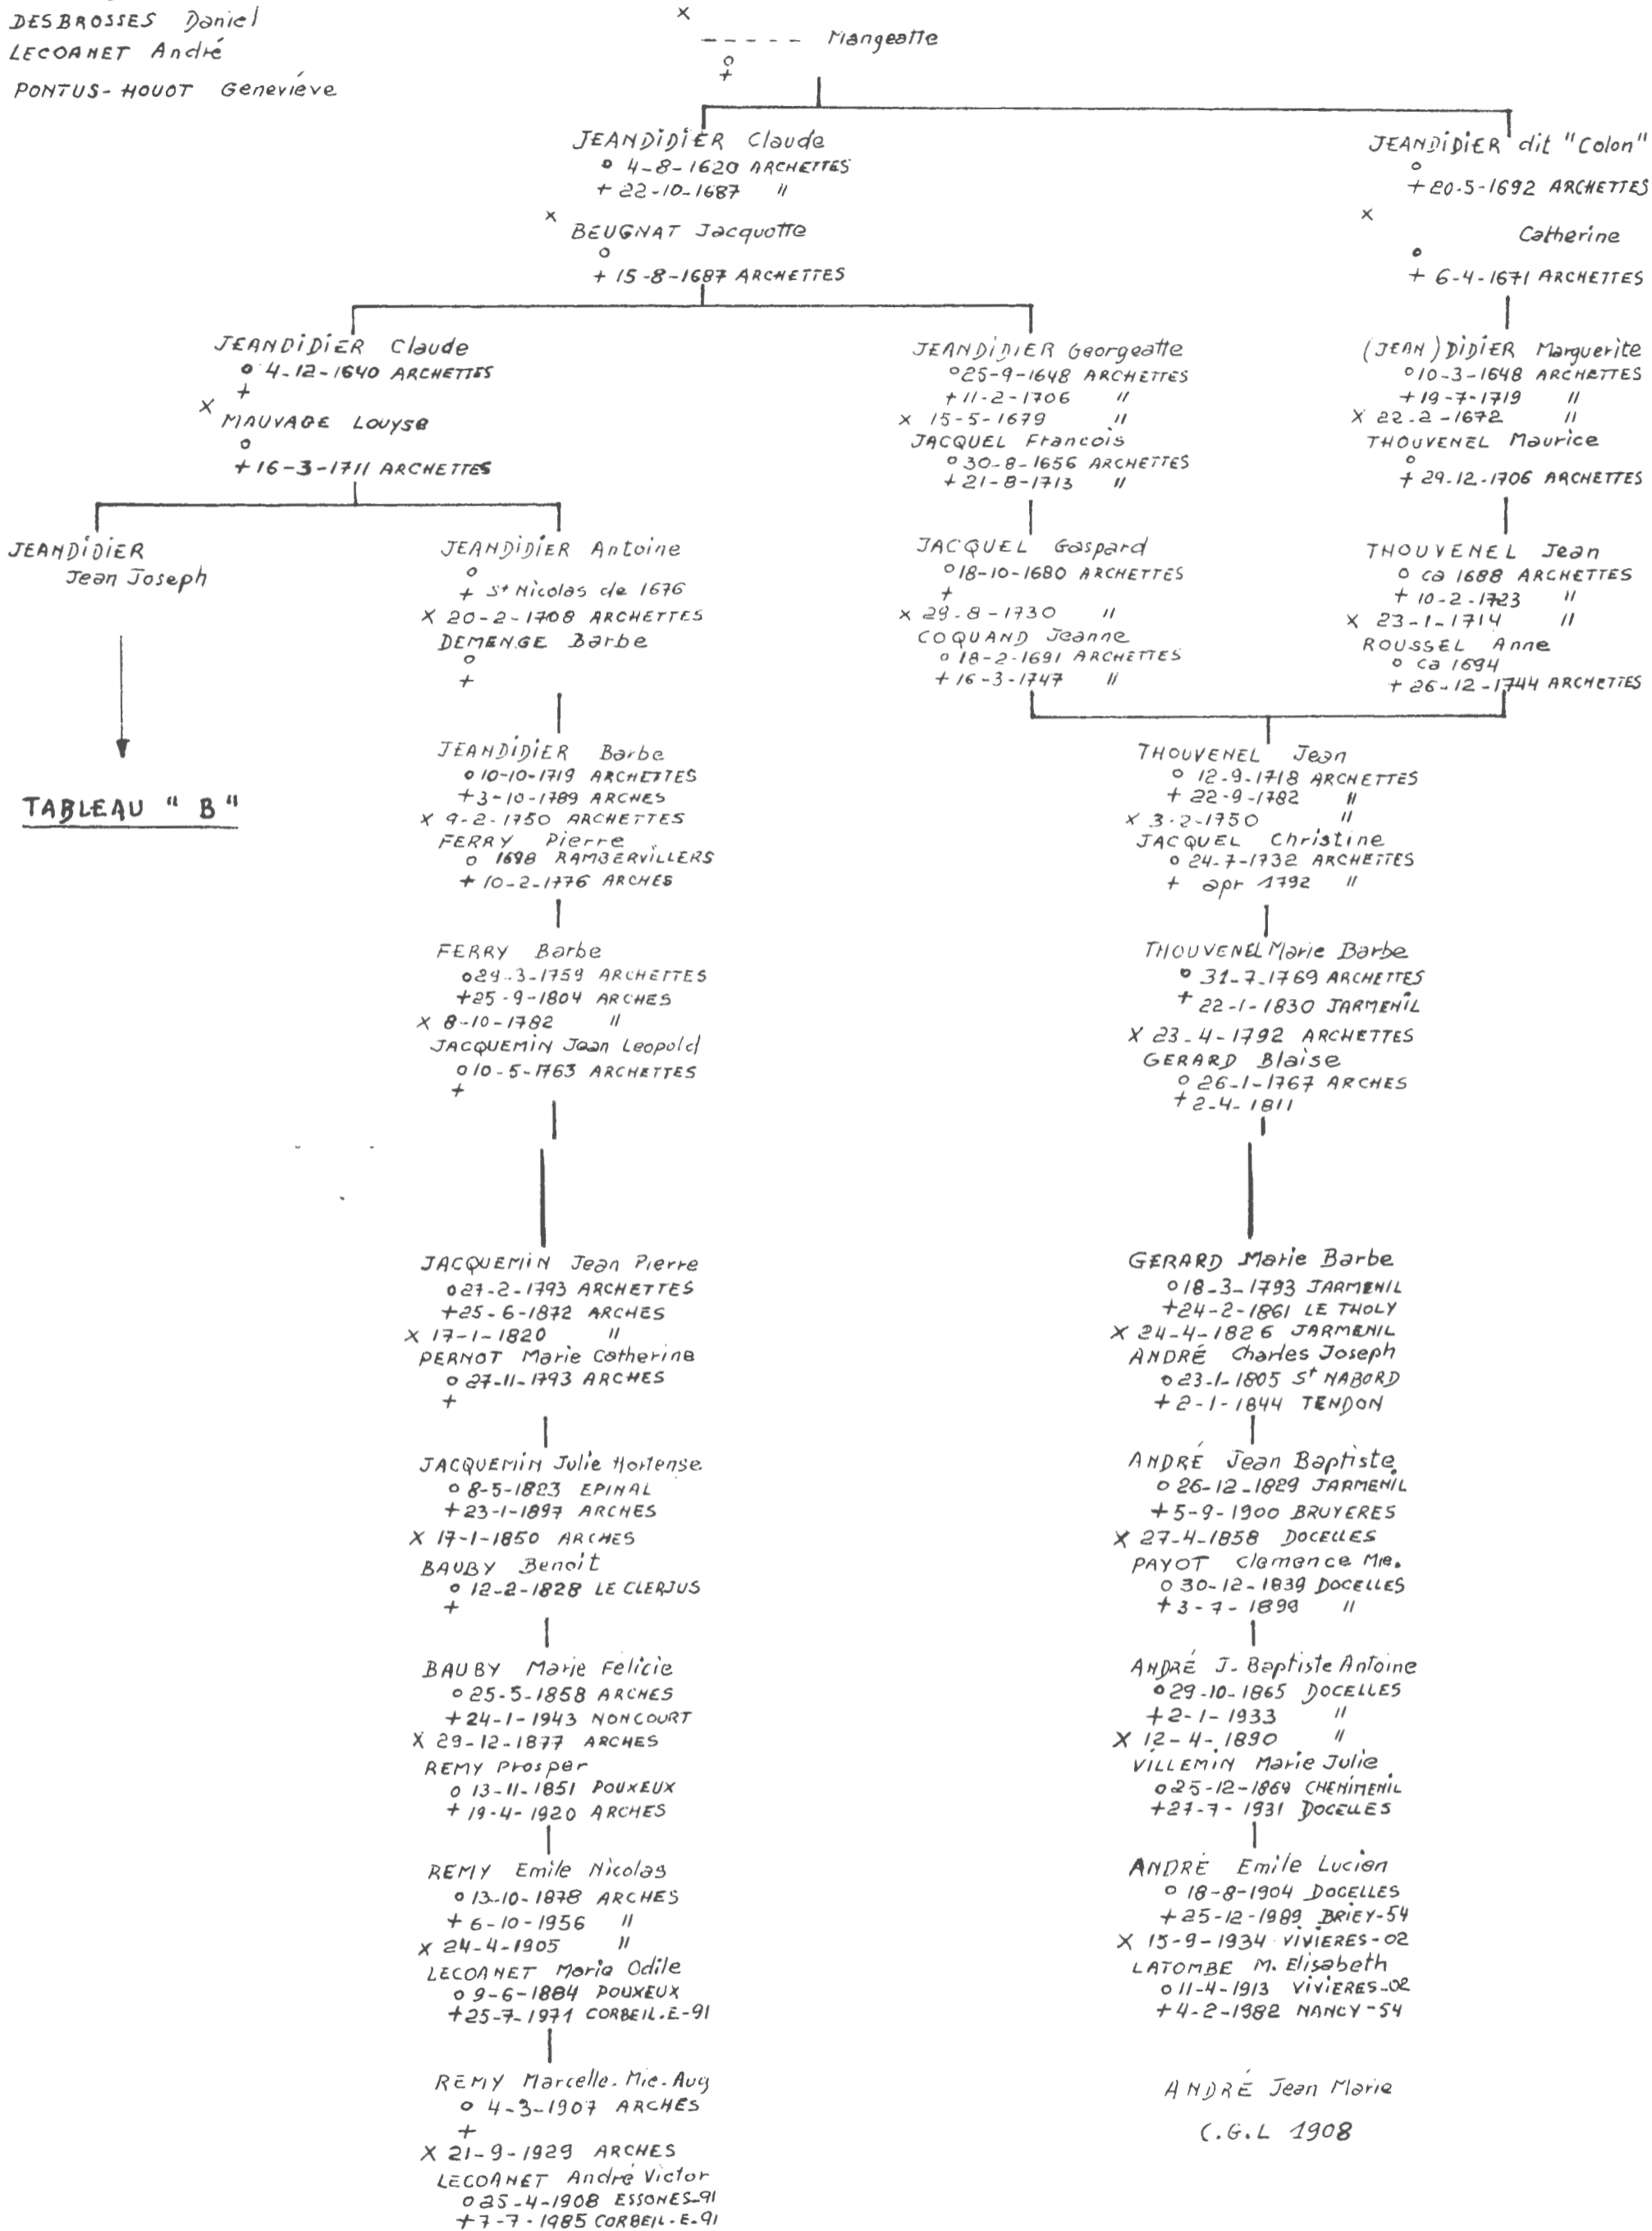 DESBROSSES Daniel
LECOANET André
PONTUS-HOUOT Geneviève
x
- - - - - Mangeatte
o
+
JEANDIDIER Claude
o 4-8-1620 ARCHETTES
+ 22-10-1687 "
x
BEUGNAT Jacquotte
o
+ 15-8-1687 ARCHETTES
JEANDIDIER dit "Colon"
o
+ 20.5-1692 ARCHETTES
x
Catherine
o
+ 6-4-1671 ARCHETTES
JEANDIDIER Claude
o 4-12-1640 ARCHETTES
+
x
MAUVAGE Louyse
o
+ 16-3-1711 ARCHETTES
JEANDIDIER Georgeatte
o 25-9-1648 ARCHETTES
+ 11-2-1706 "
x 15-5-1679 "
JACQUEL Francois
o 30-8-1656 ARCHETTES
+ 21-8-1713 "
(JEAN)DIDIER Marguerite
o 10-3-1648 ARCHETTES
+ 19-7-1719 "
x 22-2-1672 "
THOUVENEL Maurice
o
+ 29-12-1706 ARCHETTES
JEANDIDIER
Jean Joseph
TABLEAU "B"
JEANDIDIER Antoine
o
+ St Nicolas de 1676
x 20-2-1708 ARCHETTES
DEMENGE Barbe
o
+
JACQUEL Gaspard
o 18-10-1680 ARCHETTES
+
x 29-8-1730 "
COQUAND Jeanne
o 18-2-1691 ARCHETTES
+ 16-3-1747 "
THOUVENEL Jean
o ca 1688 ARCHETTES
+ 10-2-1723 "
x 23-1-1714 "
ROUSSEL Anne
o ca 1694
+ 26-12-1744 ARCHETTES
JEANDIDIER Barbe
o 10-10-1719 ARCHETTES
+ 3-10-1789 ARCHES
x 9-2-1750 ARCHETTES
FERRY Pierre
o 1698 RAMBERVILLERS
+ 10-2-1776 ARCHES
THOUVENEL Jean
o 12-9-1718 ARCHETTES
+ 22-9-1782 "
x 3-2-1750 "
JACQUEL Christine
o 24-7-1732 ARCHETTES
+ apr 1792 "
FERRY Barbe
o 29-3-1759 ARCHETTES
+ 25-9-1804 ARCHES
x 8-10-1782 "
JACQUEMIN Jean Leopold
o 10-5-1763 ARCHETTES
+
THOUVENEL Marie Barbe
o 31-7-1769 ARCHETTES
+ 22-1-1830 JARMENIL
x 23-4-1792 ARCHETTES
GERARD Blaise
o 26-1-1767 ARCHES
+ 2-4-1811
JACQUEMIN Jean Pierre
o 27-2-1793 ARCHETTES
+ 25-6-1872 ARCHES
x 17-1-1820 "
PERNOT Marie Catherine
o 27-11-1793 ARCHES
+
GERARD Marie Barbe
o 18-3-1793 JARMENIL
+ 24-2-1861 LE THOLY
x 24-4-1826 JARMENIL
ANDRÉ Charles Joseph
o 23-1-1805 St NABORD
+ 2-1-1844 TENDON
JACQUEMIN Julie Hortense
o 8-5-1823 EPINAL
+ 23-1-1897 ARCHES
x 17-1-1850 ARCHES
BAUBY Benoît
o 12-2-1828 LE CLERJUS
+
ANDRÉ Jean Baptiste
o 26-12-1829 JARMENIL
+ 5-9-1900 BRUYERES
x 27-4-1858 DOCELLES
PAYOT Clemence Mie.
o 30-12-1839 DOCELLES
+ 3-7-1899 "
BAUBY Marie Felicie
o 25-5-1858 ARCHES
+ 24-1-1943 NONCOURT
x 29-12-1877 ARCHES
REMY Prosper
o 13-11-1851 POUXEUX
+ 19-4-1920 ARCHES
ANDRÉ J-Baptiste Antoine
o 29-10-1865 DOCELLES
+ 2-1-1933 "
x 12-4-1890 "
VILLEMIN Marie Julie
o 25-12-1869 CHENIMENIL
+ 27-7-1931 DOCELLES
REMY Emile Nicolas
o 13-10-1878 ARCHES
+ 6-10-1956 "
x 24-4-1905 "
LECOANET Maria Odile
o 9-6-1884 POUXEUX
+ 25-7-1971 CORBEIL-E-91
ANDRÉ Emile Lucien
o 18-8-1904 DOCELLES
+ 25-12-1989 BRIEY-54
x 15-9-1934 VIVIERES-02
LATOMBE M. Elisabeth
o 11-4-1913 VIVIERES-02
+ 4-2-1982 NANCY-54
REMY Marcelle-Mie-Aug
o 4-3-1907 ARCHES
+
x 21-9-1929 ARCHES
LECOANET André Victor
o 25-4-1908 ESSONES-91
+ 7-7-1985 CORBEIL-E-91
ANDRÉ Jean Marie
C.G.L 1908